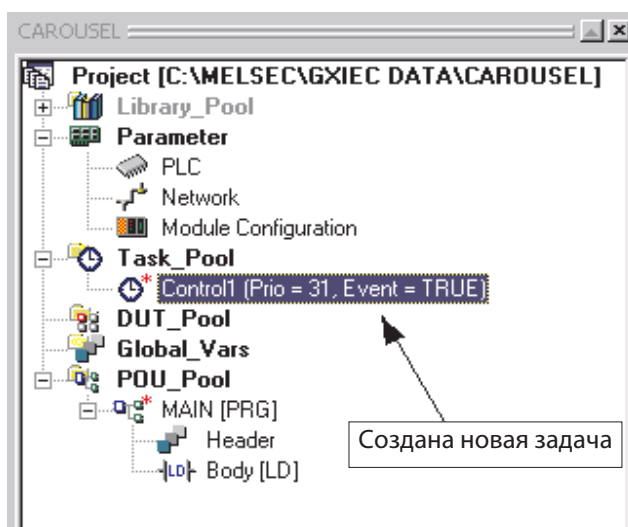 CAROUSEL
Project [C:\MELSEC\GXIEC DATA\CAROUSEL]
Library_Pool
Parameter
PLC
Network
Module Configuration
Task_Pool
Control1 (Prio = 31, Event = TRUE)
DUT_Pool
Global_Vars
POU_Pool
MAIN [PRG]
Header
Создана новая задача
LD Body [LD]